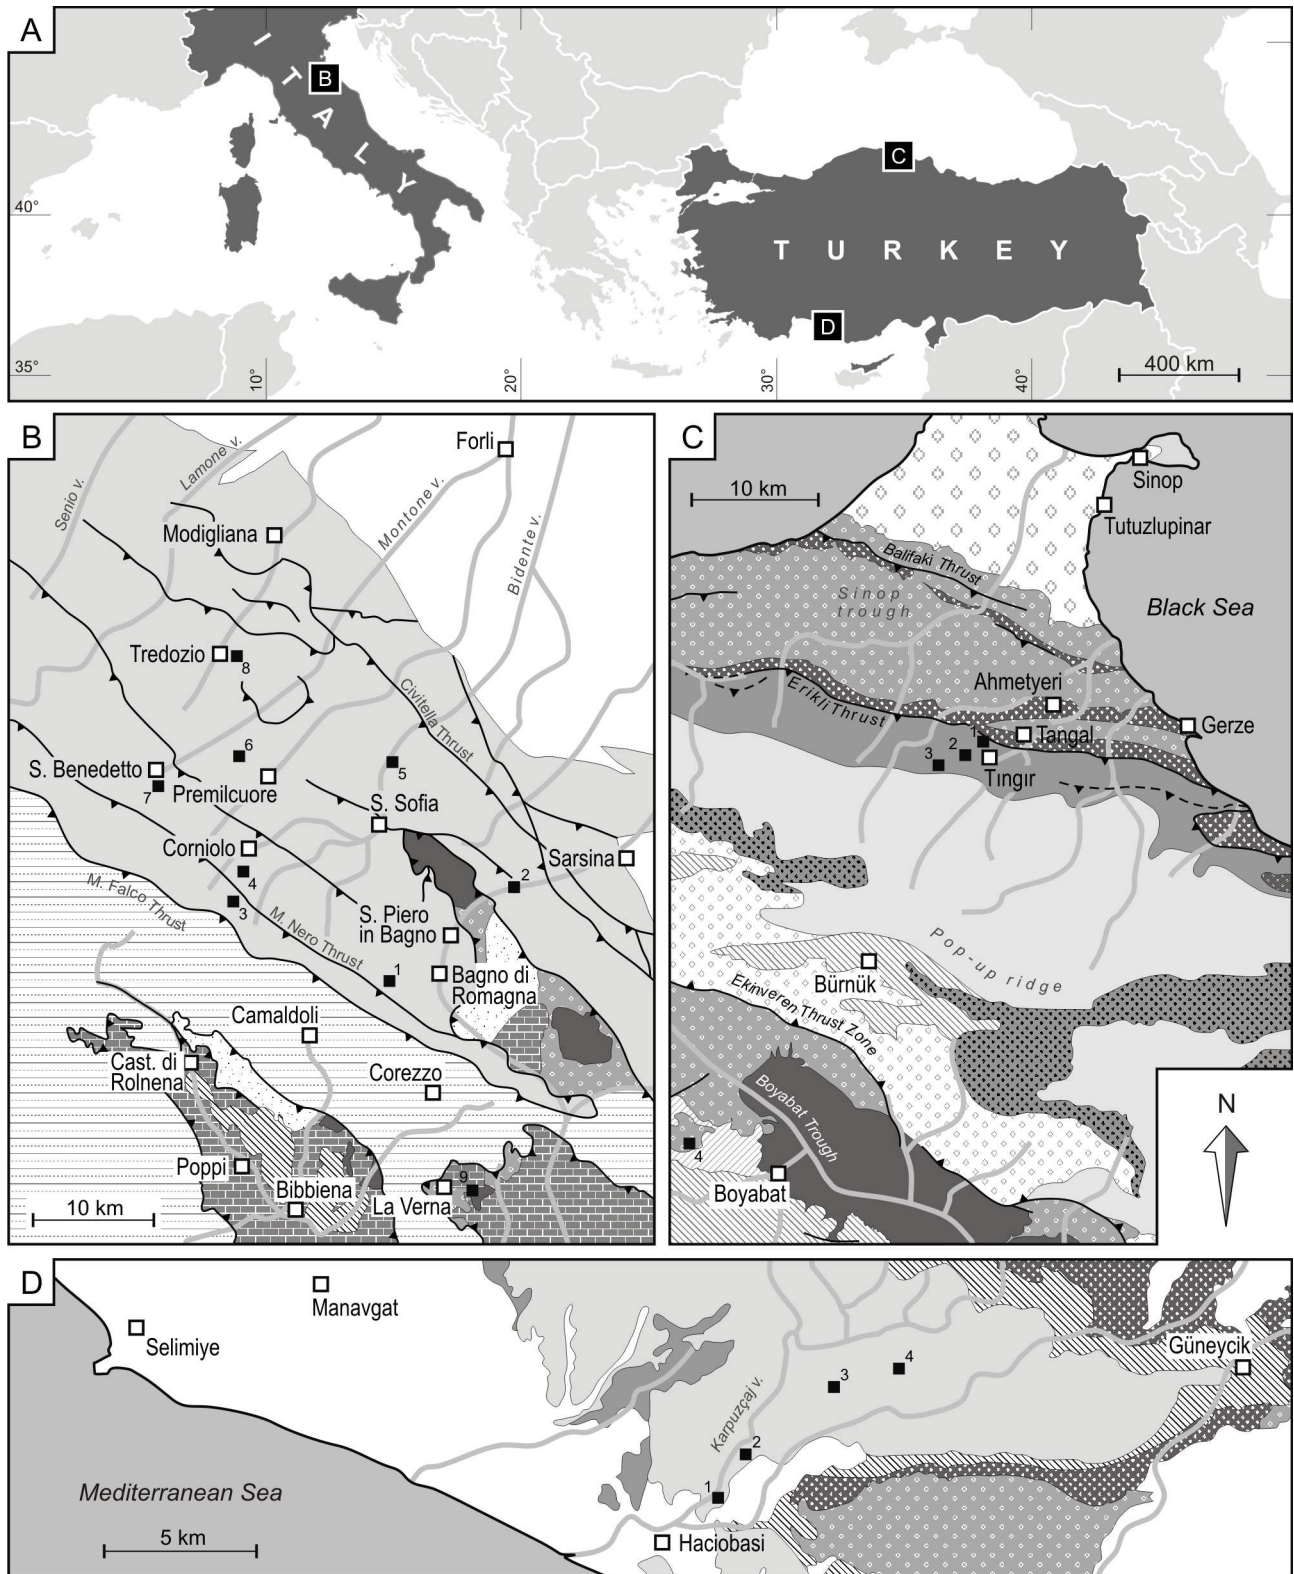 A
I T A L Y
B
C
T U R K E Y
D
40°
35°
10°
20°
30°
40°
400 km
B
Forli
Senio v.
Lamone v.
Montone v.
Bidente v.
Modigliana
Tredozio
8
Civitella Thrust
6
5
S. Benedetto
7
Premilcuore
S. Sofia
Corniolo
4
3
Sarsina
2
M. Falco Thrust
M. Nero Thrust
S. Piero
in Bagno
1
Bagno di
Romagna
Camaldoli
Cast. di
Rolnena
Corezzo
Poppi
Bibbiena
La Verna
9
10 km
C
10 km
Sinop
Tutuzlupinar
Balifaki Thrust
Sinop
trough
Black Sea
Ahmetyeri
Erikli Thrust
Gerze
1
2
3
Tangal
Tıngır
Pop-up ridge
Bürnük
Ekinveren Thrust Zone
Boyabat Trough
4
Boyabat
N
D
Manavgat
Selimiye
Güneycik
3
4
Karpuzçaj v.
2
1
Mediterranean Sea
5 km
Haciobasi